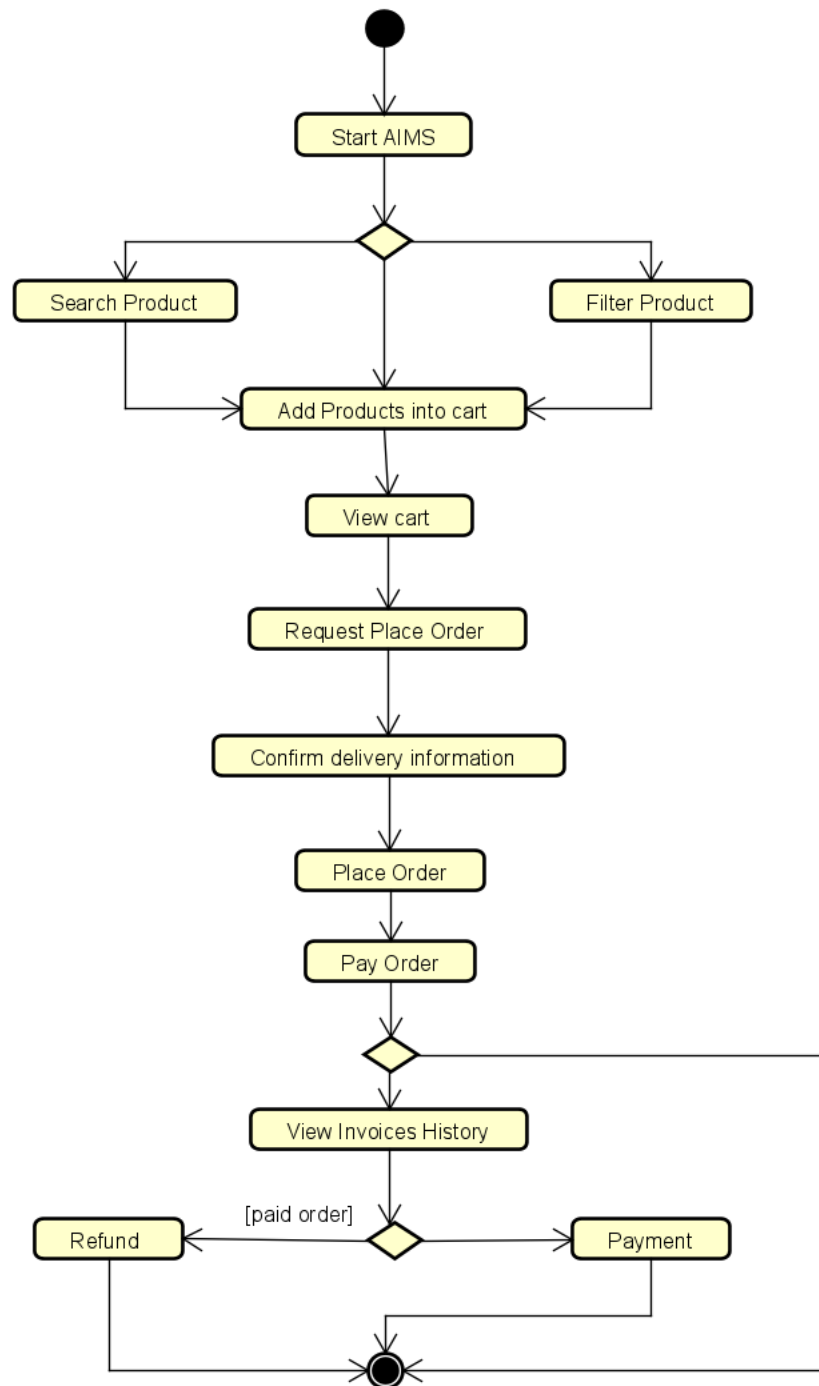 Start AIMS
Search Product
Filter Product
Add Products into cart
View cart
Request Place Order
Confirm delivery information
Place Order
Pay Order
View Invoices History
[paid order]
Refund
Payment